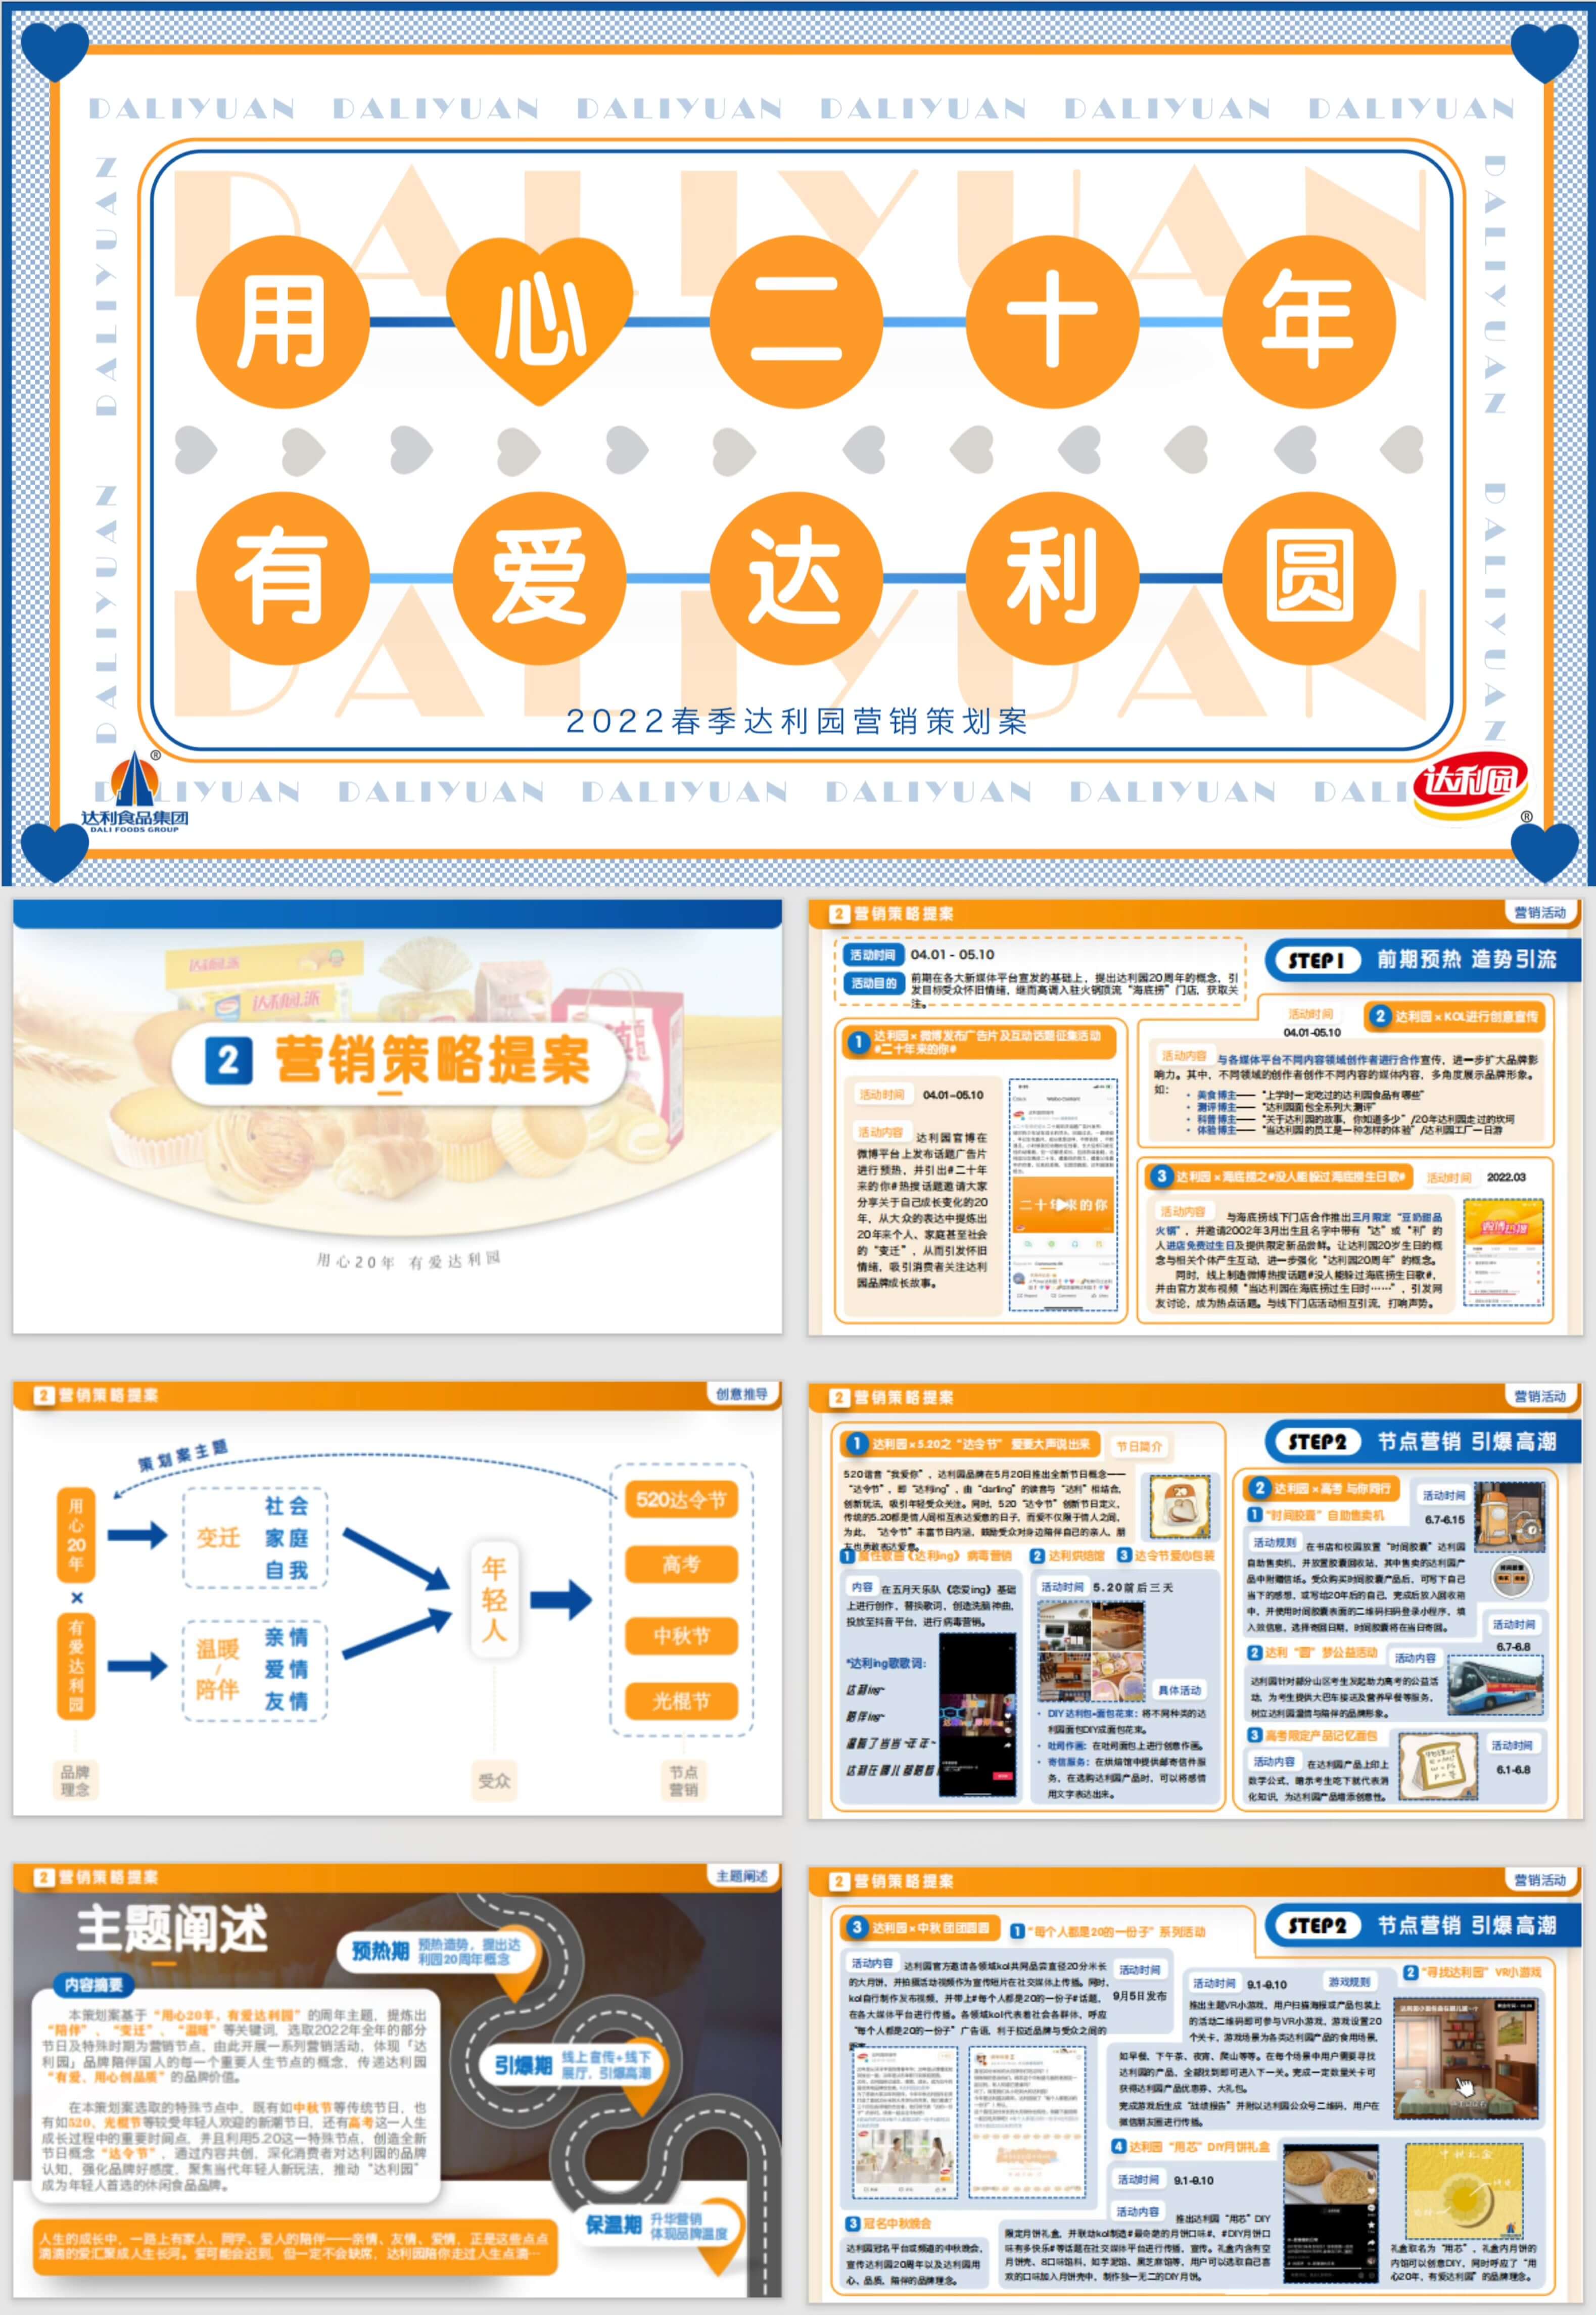 DALIYUAN DALIYUAN DALIYUAN DALIYUAN DALIYUAN DALIYUAN
DALIYUAN DALIYUAN
DALIYUAN DALIYUAN
DALIYUAN
用心二十年
有爱达利圆
DALIYUAN
2022春季达利园营销策划案
达利食品集团
DALI FOODS GROUP
LIYUAN DALIYUAN DALIYUAN DALIYUAN DALIYUAN DALI
达利园
2 营销策略提案
用心20年 有爱达利园
2 营销策略提案
营销活动
STEP1 前期预热 造势引流
活动时间 04.01 - 05.10
活动目的 前期在各大新媒体平台宣发的基础上，提出达利园20周年的概念，引
发目标受众怀旧情绪，继而高调入驻火锅顶流“海底捞”门店，获取关
注。
1 达利园×微博发布广告片及互动话题征集活动
#二十年来的你#
活动时间 04.01-05.10
活动内容 达利园官博在
微博平台上发布话题广告片
进行预热，并引出#二十年
来的你#热搜话题邀请大家
分享关于自己成长变化的20
年，从大众的表达中提炼出
20年来个人、家庭甚至社会
的“变迁”，从而引发怀旧
情绪，吸引消费者关注达利
园品牌成长故事。
二十年来的你
活动时间
04.01-05.10
2 达利园×KOL进行创意宣传
活动内容 与各媒体平台不同内容领域创作者进行合作宣传，进一步扩大品牌影
响力。其中，不同领域的创作者创作不同内容的媒体内容，多角度展示品牌形象。
如：
• 美食博主——“上学时一定吃过的达利园食品有哪些”
• 测评博主——“达利园面包全系列大测评”
• 科普博主——“关于达利园的故事，你知道多少”/20年达利园走过的坎坷
• 体验博主——“当达利园的员工是一种怎样的体验”/达利园工厂一日游
3 达利园×海底捞之#没人能躲过海底捞生日歌#
活动时间 2022.03
活动内容 与海底捞线下门店合作推出三月限定“豆奶甜品
火锅”，并邀请2002年3月出生且名字中带有“达”或“利”的
人进店免费过生日及提供限定新品尝鲜。让达利园20岁生日的概
念与相关个体产生互动，进一步强化“达利园20周年”的概念。
同时，线上制造微博热搜话题#没人能躲过海底捞生日歌#，
并由官方发布视频“当达利园在海底捞过生日时……”，引发网
友讨论，成为热点话题。与线下门店活动相互引流，打响声势。
2 营销策略提案
创意推导
策划案主题
用心20年
×
有爱达利园
变迁
社会
家庭
自我
温暖
/
陪伴
亲情
爱情
友情
年轻人
520达令节
高考
中秋节
光棍节
品牌
理念
受众
节点
营销
2 营销策略提案
营销活动
STEP2 节点营销 引爆高潮
1 达利园×5.20之“达令节” 爱要大声说出来
节日简介
520谐音“我爱你”，达利园品牌在5月20日推出全新节日概念——
“达令节”，即“达利ing”，由“darling”的读音与“达利”相结合，
创新玩法，吸引年轻受众关注。同时，520“达令节”创新节日定义，
传统的5.20都是情人间相互表达爱意的日子，而爱不仅限于情人之间，
为此，“达令节”丰富节日内涵，鼓励受众对身边陪伴自己的亲人、朋
友也勇敢表达爱意。
1 魔性歌曲《达利ing》病毒营销
2 达利烘焙馆
3 达令节爱心包装
内容 在五月天乐队《恋爱ing》基础
上进行创作，替换歌词，创造洗脑神曲，
投放至抖音平台，进行病毒营销。
*达利ing歌歌词:
达利ing~
陪伴ing~
活动时间 5.20前后三天
具体活动
• DIY达利包-面包花束：将不同种类的达
利园面包DIY成面包花束。
• 吐司作画：在吐司面包上进行创意作画。
• 寄信服务：在烘焙馆中提供邮寄信件服
务，在选购达利园产品时，可以将感情
用文字表达出来。
2 达利园×高考 与你同行
1 “时间胶囊”自助售卖机
活动时间
6.7-6.15
活动规则 在书店和校园放置“时间胶囊”达利园
自助售卖机，并放置胶囊回收站，其中售卖的达利园产
品中附赠信纸。受众购买时间胶囊产品后，可写下自己
当下的感想，或写给20年后的自己，完成后放入回收箱
中，并使用时间胶囊表面的二维码扫码登录小程序，填
入收信息，选择寄回日期，时间胶囊将在当日寄回。
活动时间
6.7-6.8
2 达利“圆”梦公益活动
活动内容
达利园针对部分山区考生发起助力高考的公益活
动，为考生提供大巴车接送及营养早餐等服务，
树立达利园温情与陪伴的品牌形象。
3 高考限定产品记忆面包
活动内容 在达利园产品上印上
数学公式，暗示考生吃下就代表消
化知识，为达利园产品增添创意性。
活动时间
6.1-6.8
2 营销策略提案
主题阐述
主题阐述
内容摘要
本策划案基于“用心20年，有爱达利园”的周年主题，提炼出
“陪伴”、“变迁”、“温暖”等关键词，选取2022年全年的部分
节日及特殊时期为营销节点，由此开展一系列营销活动，体现「达
利园」品牌陪伴国人的每一个重要人生节点的概念，传递达利园
“有爱，用心创品质”的品牌价值。
在本策划案选取的特殊节点中，既有如中秋节等传统节日，也
有如520、光棍节等较受年轻人欢迎的新潮节日，还有高考这一人生
成长过程中的重要时间点，并且利用5.20这一特殊节点，创造全新
节日概念“达令节”，通过内容共创，深化消费者对达利园的品牌
认知，强化品牌好感度，聚焦当代年轻人新玩法，推动“达利园”
成为年轻人首选的休闲食品品牌。
人生的成长中，一路上有家人、同学、爱人的陪伴——亲情、友情、爱情，正是这些点点
滴滴的爱汇聚成人生长河。爱可能会迟到，但一定不会缺席，达利园陪你走过人生点滴…
预热期 预热造势，提出达
利园20周年概念
引爆期 线上宣传+线下
展厅，引爆高潮
保温期 升华营销
体现品牌温度
2 营销策略提案
营销活动
STEP2 节点营销 引爆高潮
3 达利园×中秋 团团圆圆
1 “每个人都是20的一份子”系列活动
活动内容 达利园官方邀请各领域kol共同品尝直径20分米长
的大月饼，并拍摄活动视频作为宣传短片在社交媒体上传播。同时，
kol自行制作发布视频，并带上#每个人都是20的一份子#话题，
在各大媒体平台进行传播。各领域kol代表着社会各群体，呼应
“每个人都是20的一份子”广告语，利于拉近品牌与受众之间的
活动时间
9月5日发布
2 “寻找达利园”VR小游戏
活动时间 9.1-9.10
游戏规则
推出主题VR小游戏，用户扫描海报或产品包装上
的活动二维码即可参与VR小游戏，游戏设置20
个关卡，游戏场景为各类达利园产品的食用场景，
如早餐、下午茶、夜宵、爬山等等。在每个场景中用户需要寻找
达利园的产品，全部找到即可进入下一关。完成一定数量关卡可
获得达利园产品优惠券、大礼包。
完成游戏后生成“战绩报告”并附以达利园公众号二维码，用户在
微信朋友圈进行传播。
3 冠名中秋晚会
达利园冠名平台或频道的中秋晚会，
宣传达利园20周年以及达利园用
心、品质、陪伴的品牌理念。
4 达利园“用芯”DIY月饼礼盒
活动时间 9.1-9.10
活动内容 推出达利园“用芯”DIY
限定月饼礼盒，并联动kol制造#最奇葩的月饼口味#、#DIY月饼口
味有多快乐#等话题在社交媒体平台进行传播、宣传。礼盒内含有空
月饼壳、8口味馅料，如芋泥馅、黑芝麻馅等，用户可以选取自己喜
欢的口味加入月饼壳中，制作独一无二的DIY月饼。
中秋礼盒
礼盒取名为“用芯”，礼盒内月饼的
内馅可以创意DIY，同时呼应了“用
心20年，有爱达利园”的品牌理念。